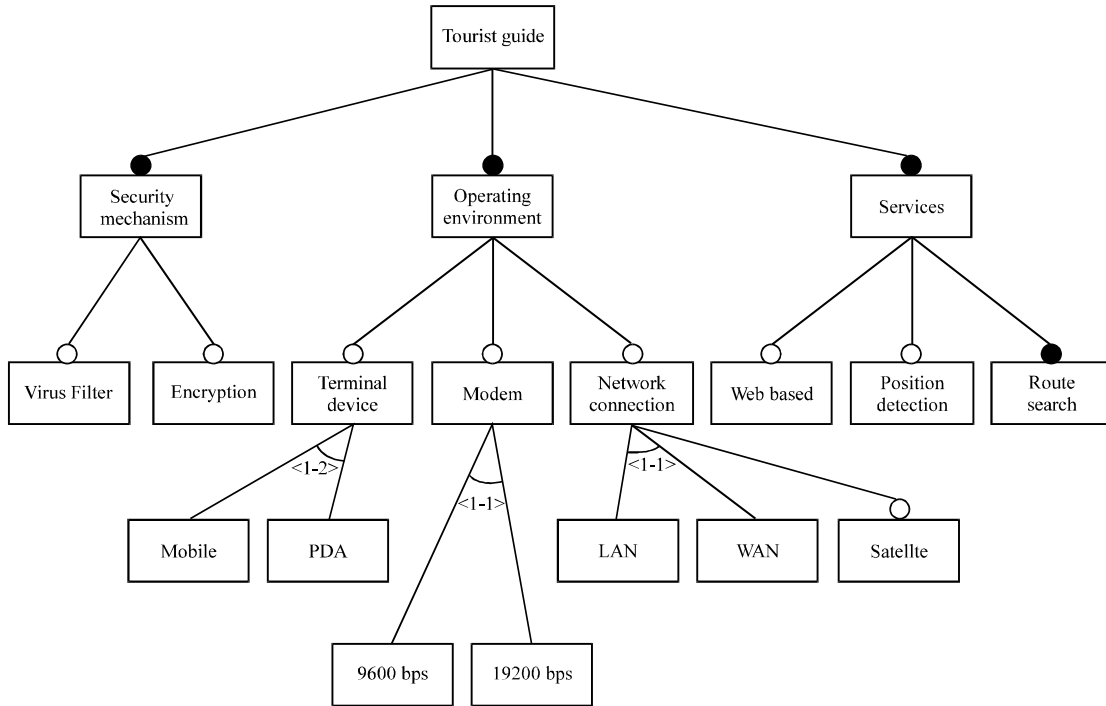 Tourist guide
Security
mechanism
Operating
environment
Services
Virus Filter
Encryption
Terminal
device
Modem
Network
connection
Web based
Position
detection
Route
search
<1-2>
<1-1>
<1-1>
Mobile
PDA
LAN
WAN
Satellte
9600 bps
19200 bps